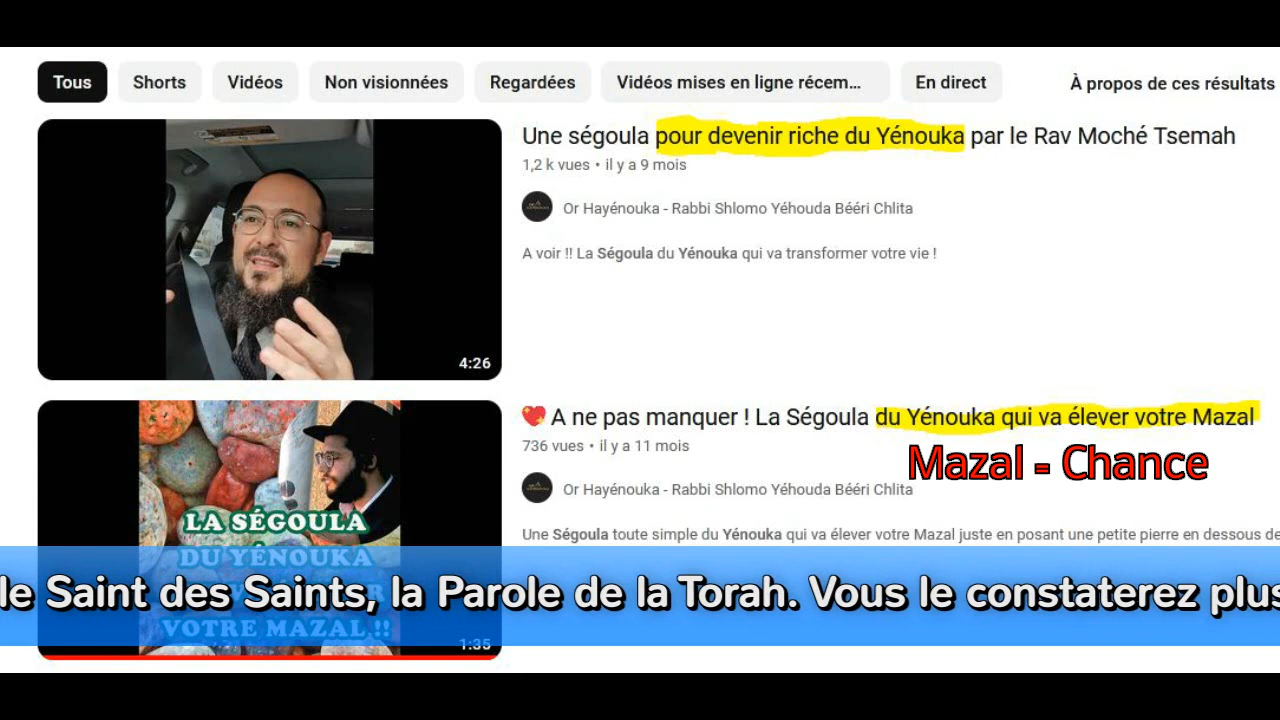 Tous Shorts Vidéos Non visionnées Regardées Vidéos mises en ligne récem... En direct À propos de ces résultats
Une ségoula pour devenir riche du Yénouka par le Rav Moché Tsemah
1,2 k vues • il y a 9 mois
Or Hayénouka - Rabbi Shlomo Yéhouda Bééri Chlita
A voir !! La Ségoula du Yénouka qui va transformer votre vie !
4:26
💖 A ne pas manquer ! La Ségoula du Yénouka qui va élever votre Mazal
736 vues • il y a 11 mois
Mazal = Chance
Or Hayénouka - Rabbi Shlomo Yéhouda Bééri Chlita
Une Ségoula toute simple du Yénouka qui va élever votre Mazal juste en posant une petite pierre en dessous de
LA SÉGOULA
DU YÉNOUKA
le Saint des Saints, la Parole de la Torah. Vous le constaterez plus
VOTRE MAZAL !!
1:35